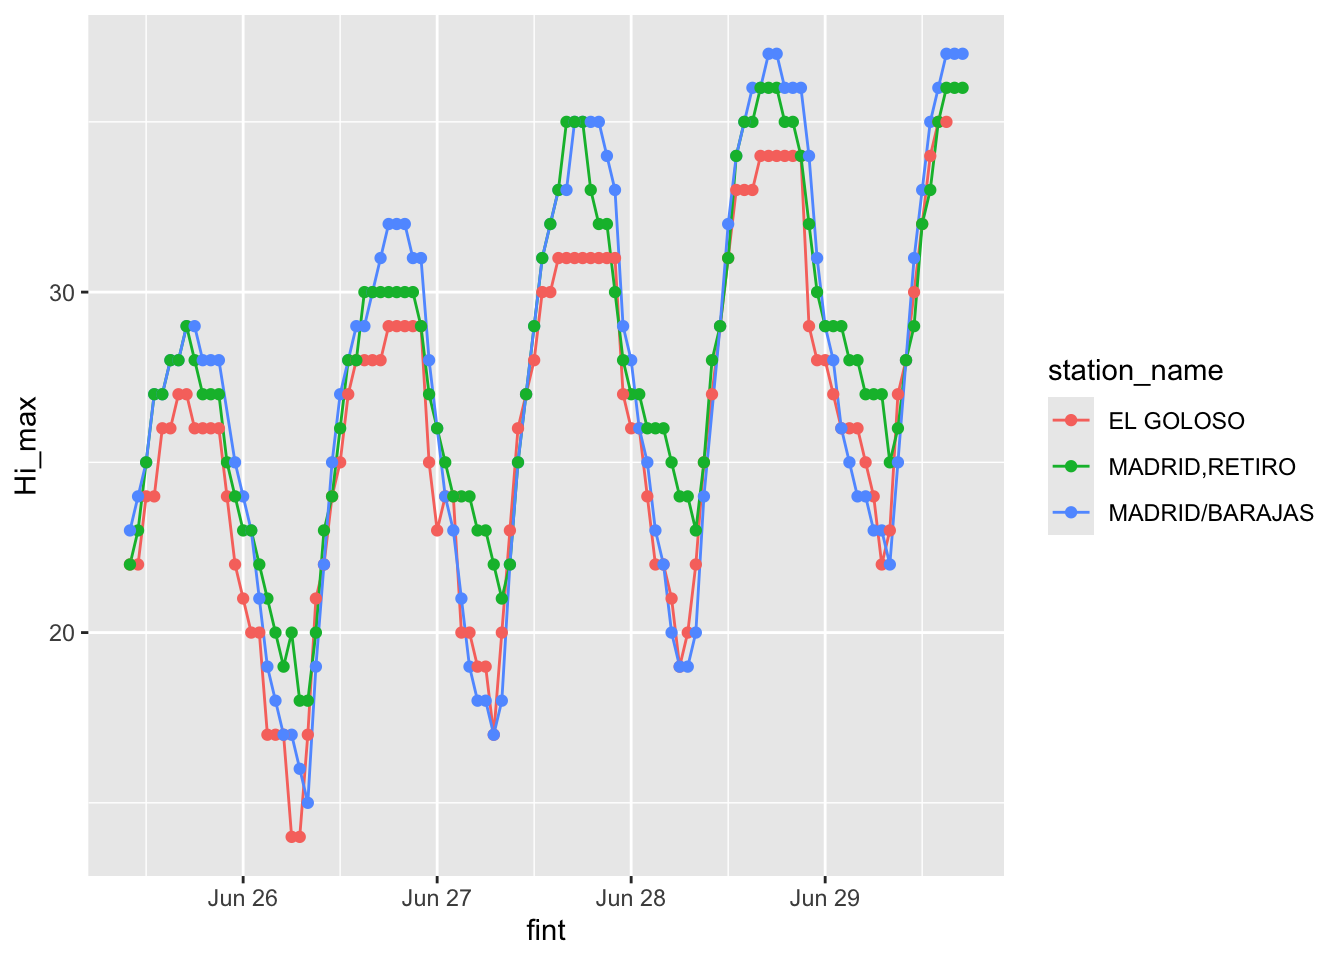 Hi_max
30
20
Jun 26
Jun 27
Jun 28
Jun 29
fint
station_name
EL GOLOSO
MADRID,RETIRO
MADRID/BARAJAS